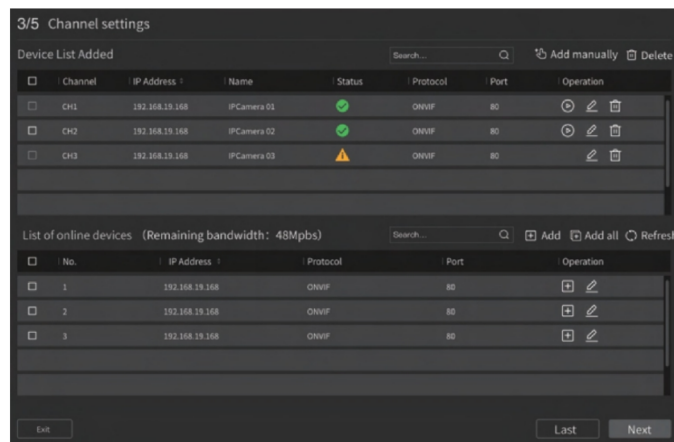 3/5 Channel settings
Device List Added Search... Add manually Delete
Channel IP Address Name Status Protocol Port Operation
CH1 192.168.19.168 IPCamera 01 ONVIF 80
CH2 192.168.19.168 IPCamera 02 ONVIF 80
CH3 192.168.19.168 IPCamera 03 ONVIF 80
List of online devices （Remaining bandwidth：48Mpbs） Search... Add Add all Refresh
No. IP Address Protocol Port Operation
1 192.168.19.168 ONVIF 80
2 192.168.19.168 ONVIF 80
3 192.168.19.168 ONVIF 80
Exit Last Next